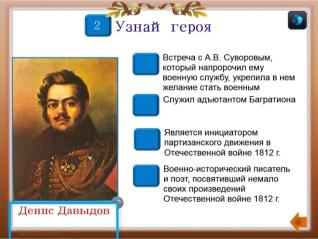 2 Узнай героя
Встреча с А.В. Суворовым,
который напророчил ему
военную службу, укрепила в нем
желание стать военным
Служил адъютантом Багратиона
Является инициатором
партизанского движения в
Отечественной войне 1812 г.
Военно-исторический писатель
и поэт, посвятивший немало
своих произведений
Отечественной войне 1812 г.
Денис Давыдов